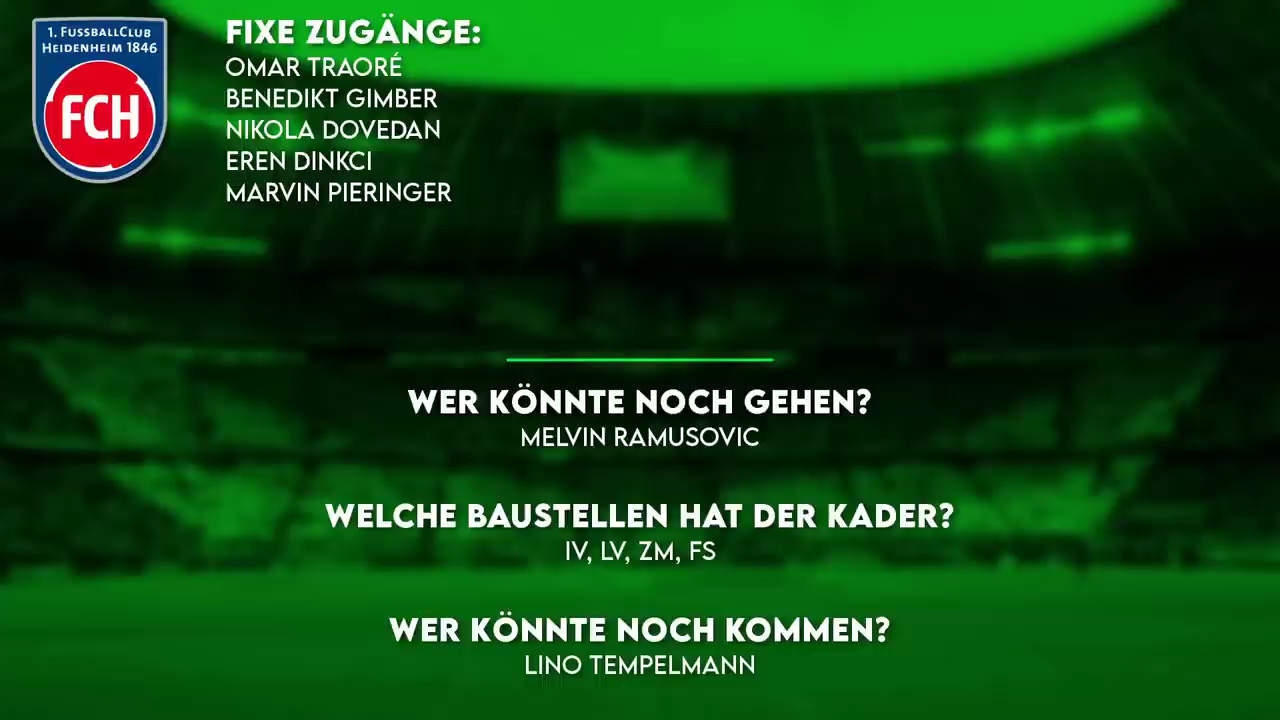 1. FUSSBALLCLUB
HEIDENHEIM 1846
FCH
FIXE ZUGÄNGE:
OMAR TRAORÉ
BENEDIKT GIMBER
NIKOLA DOVEDAN
EREN DINKCI
MARVIN PIERINGER
WER KÖNNTE NOCH GEHEN?
MELVIN RAMUSOVIC
WELCHE BAUSTELLEN HAT DER KADER?
IV, LV, ZM, FS
WER KÖNNTE NOCH KOMMEN?
LINO TEMPELMANN